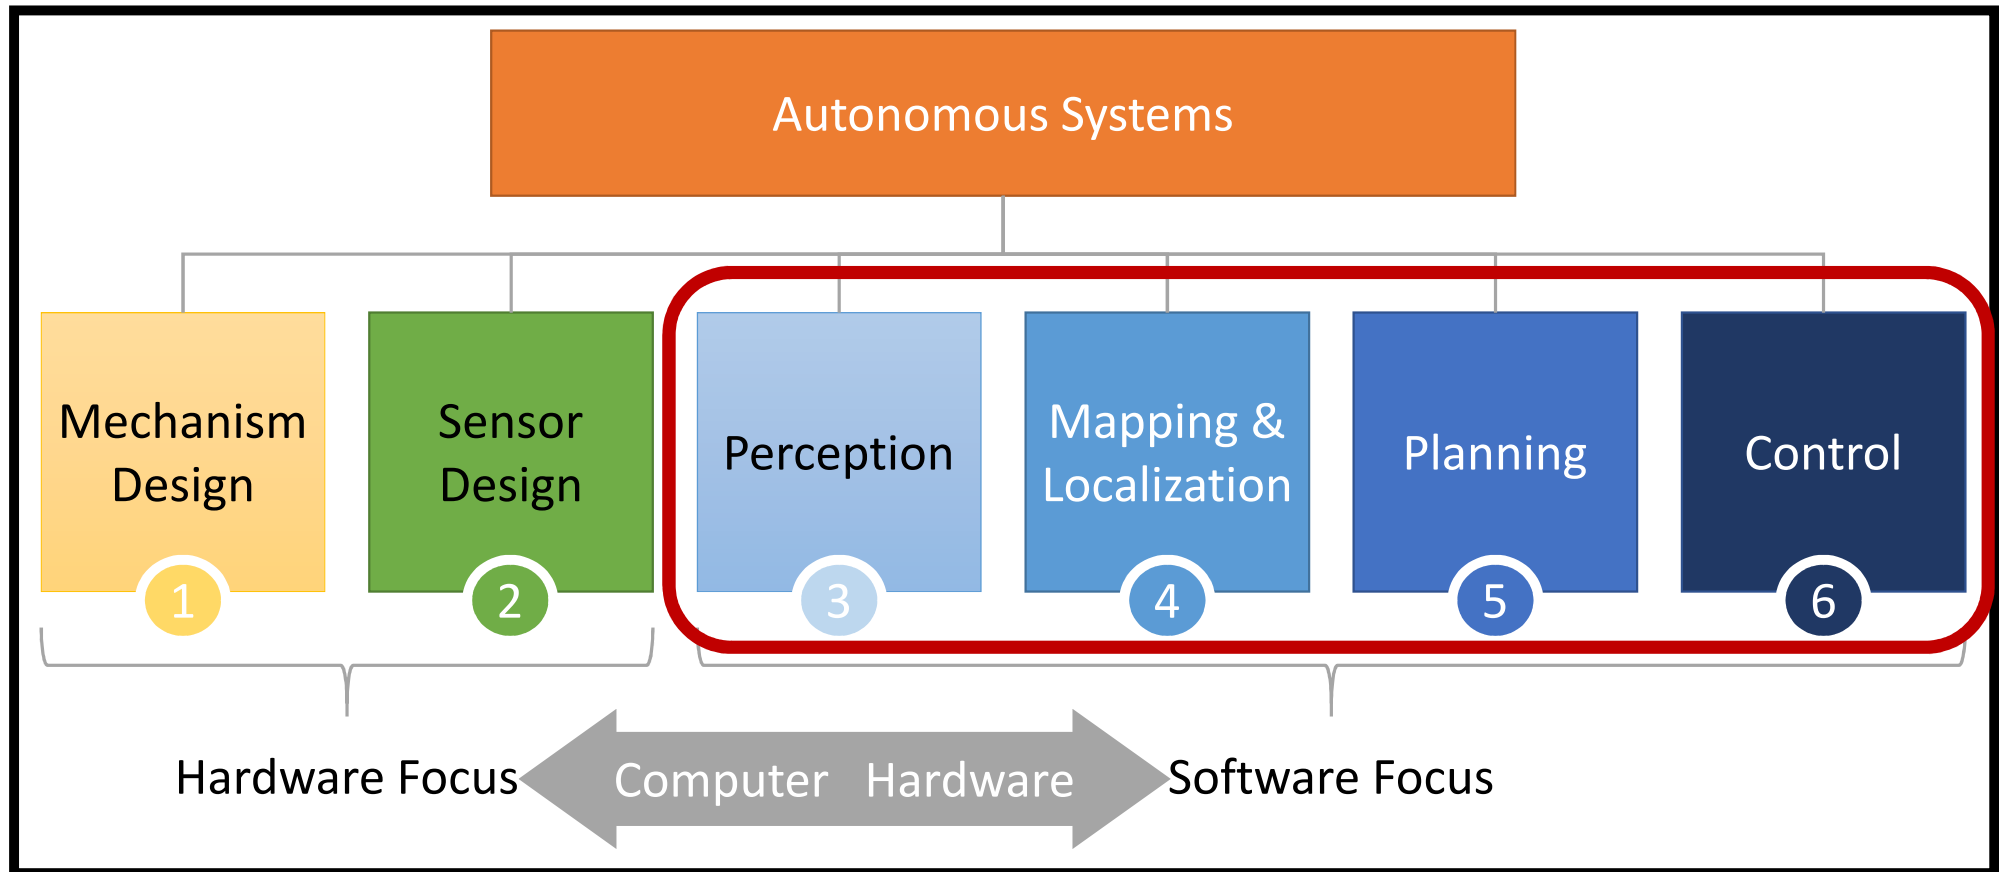 Autonomous Systems
Mechanism
Design
1
Sensor
Design
2
Perception
3
Mapping &
Localization
4
Planning
5
Control
6
Hardware Focus
Computer Hardware
Software Focus